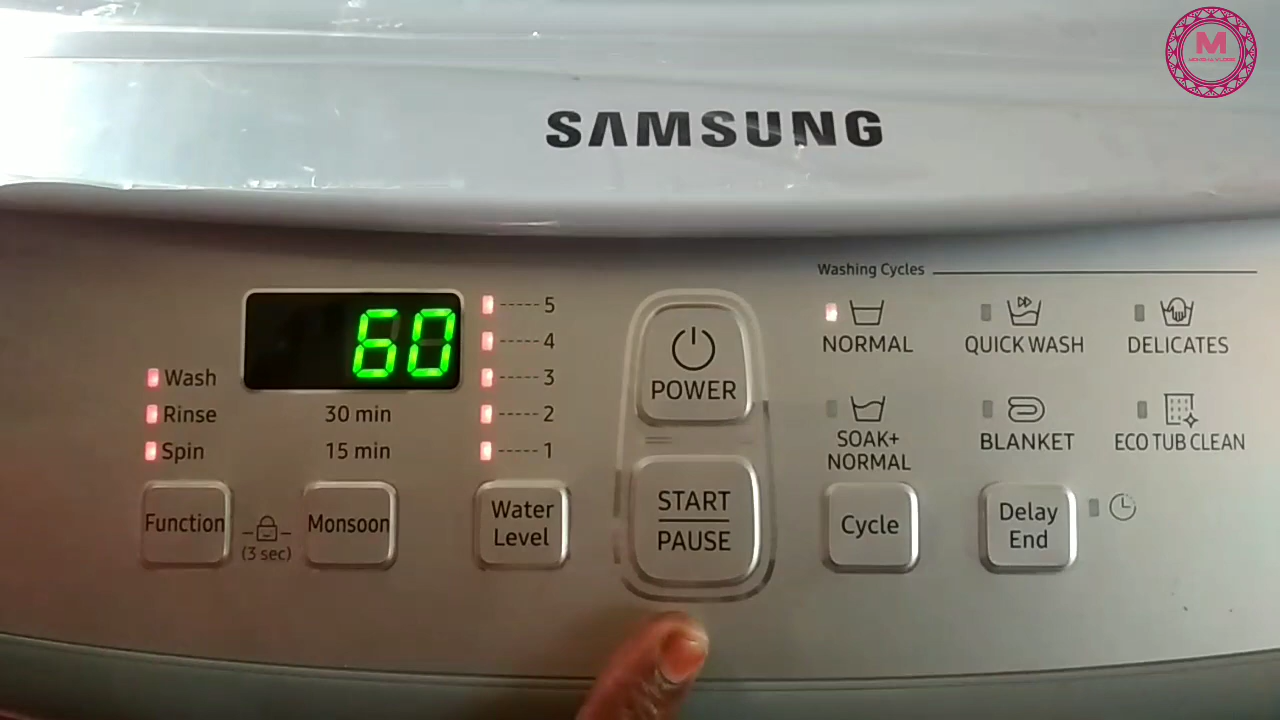 M
SAMSUNG
Washing Cycles
60
5
4
3
2
1
Wash
Rinse
Spin
30 min
15 min
POWER
START
PAUSE
NORMAL
QUICK WASH
DELICATES
SOAK+
NORMAL
BLANKET
ECO TUB CLEAN
Function
(3 sec)
Monsoon
Water
Level
Cycle
Delay
End